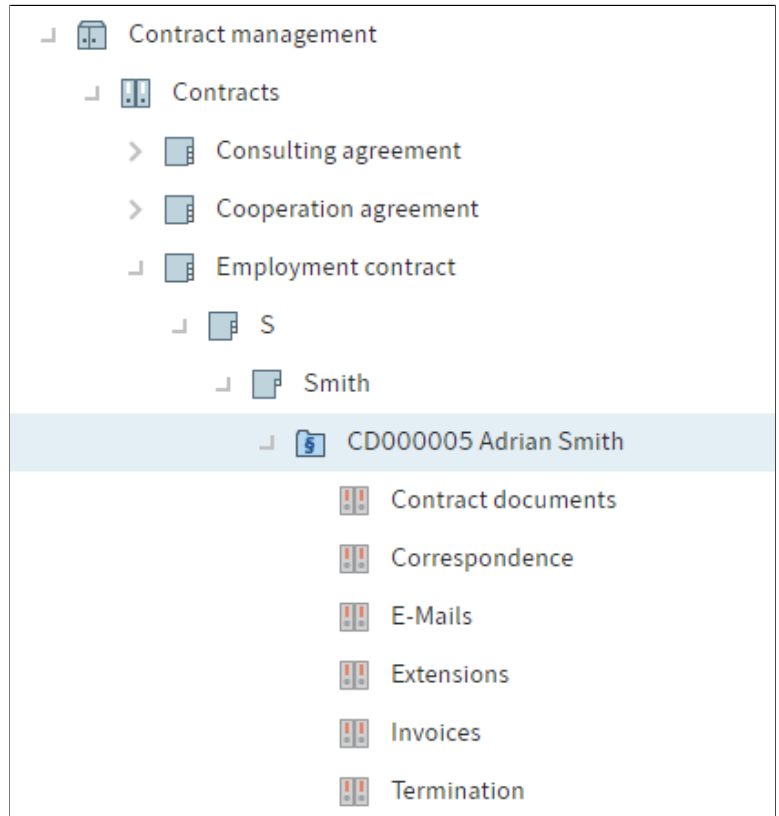 Contract management
Contracts
Consulting agreement
Cooperation agreement
Employment contract
S
Smith
§ CD000005 Adrian Smith
Contract documents
Correspondence
E-Mails
Extensions
Invoices
Termination